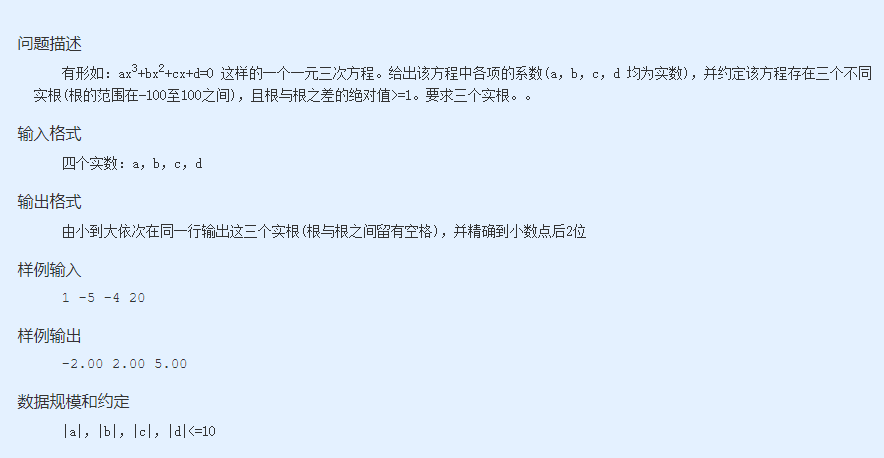 问题描述
有形如：ax3+bx2+cx+d=0 这样的一个一元三次方程。给出该方程中各项的系数(a，b，c，d 均为实数)，并约定该方程存在三个不同
实根(根的范围在-100至100之间)，且根与根之差的绝对值>=1。要求三个实根。。
输入格式
四个实数：a，b，c，d
输出格式
由小到大依次在同一行输出这三个实根(根与根之间留有空格)，并精确到小数点后2位
样例输入
1 -5 -4 20
样例输出
-2.00 2.00 5.00
数据规模和约定
|a|，|b|，|c|，|d|<=10